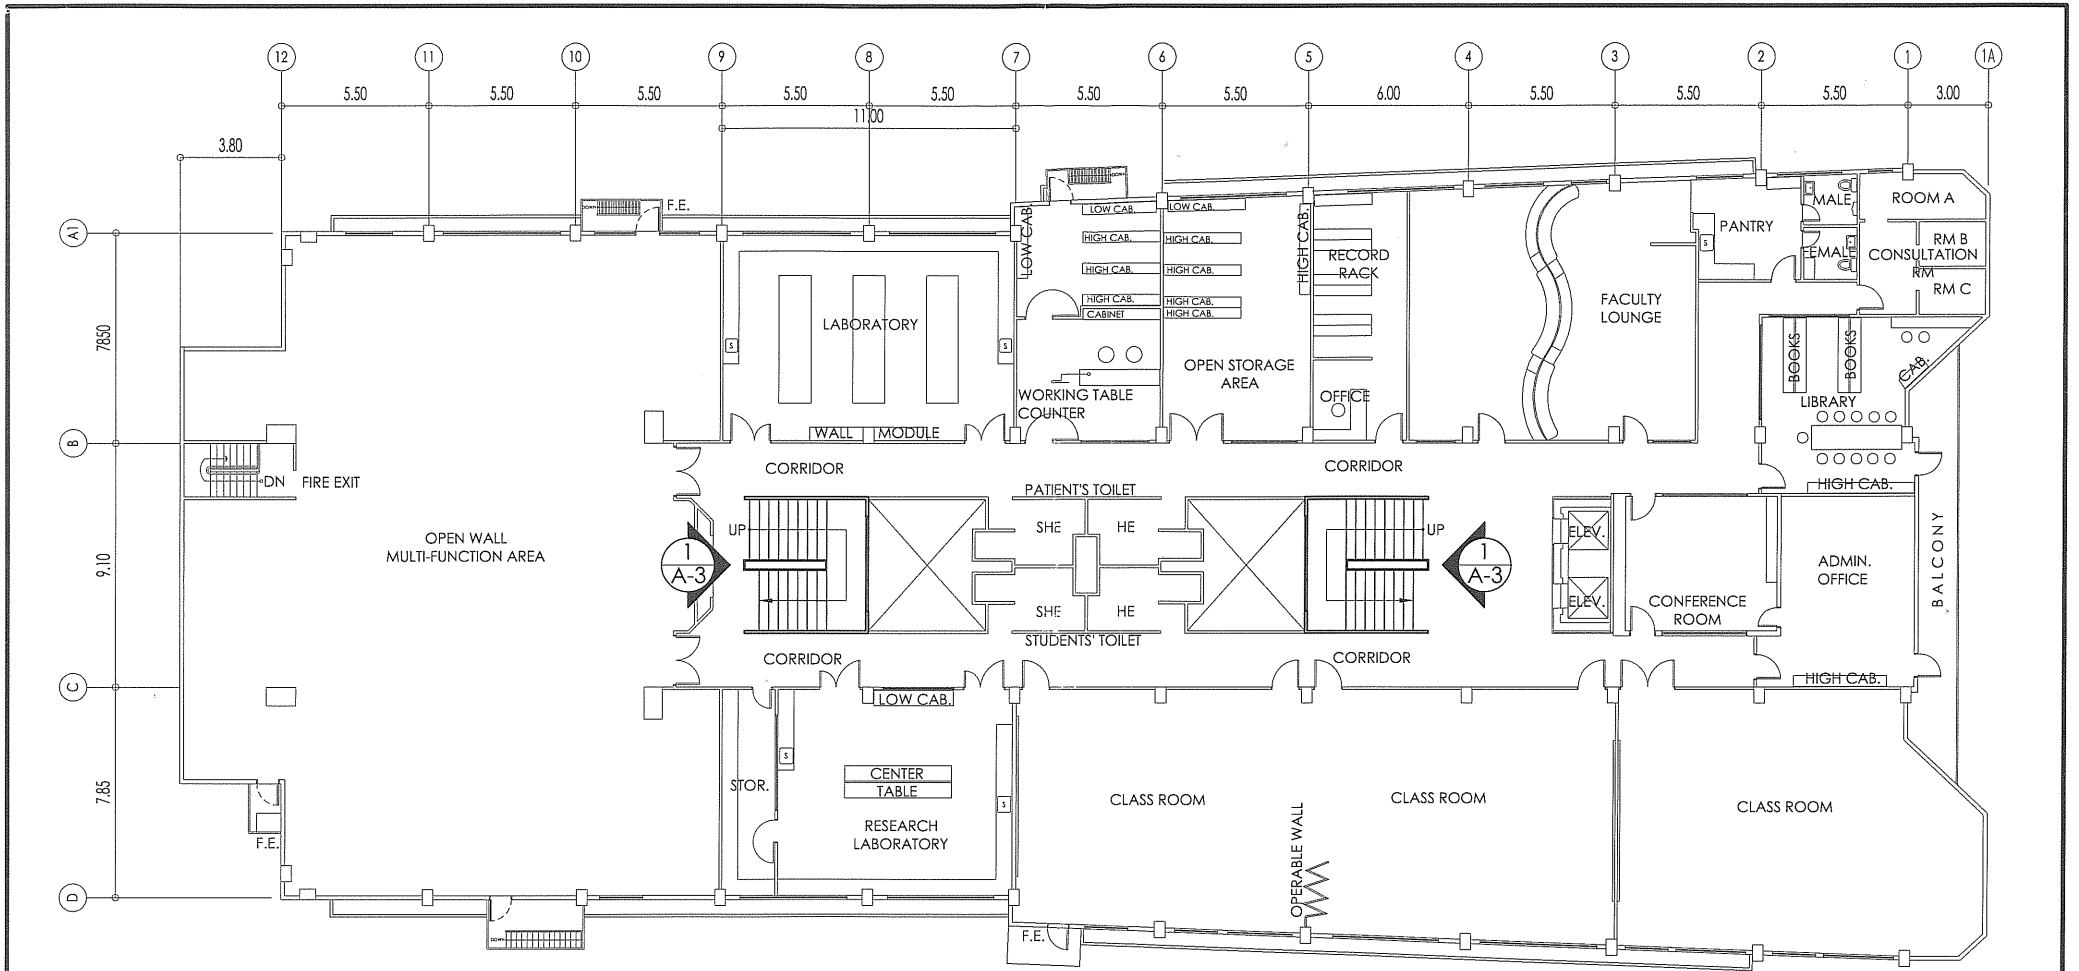 12
11
10
9
8
7
6
5
4
3
2
1
1A
5.50
5.50
5.50
5.50
5.50
5.50
5.50
6.00
5.50
5.50
5.50
3.00
11.00
3.80
DOWN
F.E.
DOWN
A1
B
C
D
7850
9.10
7.85
LOW CAB.
LOW CAB.
HIGH CAB.
HIGH CAB.
HIGH CAB.
CABINET
LOW CAB.
HIGH CAB.
HIGH CAB.
HIGH CAB.
HIGH CAB.
HIGH CAB.
RECORD
RACK
OFFICE
FACULTY
LOUNGE
PANTRY
S
MALE
FEMALE
ROOM A
RM B
CONSULTATION
RM
RM C
LABORATORY
S
S
WALL MODULE
WORKING TABLE
COUNTER
OPEN STORAGE
AREA
BOOKS
BOOKS
CAB.
LIBRARY
HIGH CAB.
CORRIDOR
CORRIDOR
DN FIRE EXIT
OPEN WALL
MULTI-FUNCTION AREA
PATIENT'S TOILET
SHE
HE
SHE
HE
STUDENTS' TOILET
UP
1
A-3
UP
1
A-3
ELEV.
ELEV.
CONFERENCE
ROOM
ADMIN.
OFFICE
BALCONY
HIGH CAB.
CORRIDOR
CORRIDOR
LOW CAB.
S
STOR.
CENTER
TABLE
S
RESEARCH
LABORATORY
CLASS ROOM
OPERABLE WALL
CLASS ROOM
CLASS ROOM
F.E.
DOWN
F.E.